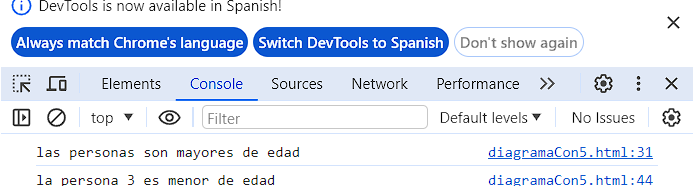 DevTools is now available in Spanish!
Always match Chrome's language Switch DevTools to Spanish Don't show again
Elements Console Sources Network Performance
top Filter Default levels No Issues
las personas son mayores de edad diagramaCon5.html:31
la persona 3 es menor de edad diagramaCon5.html:44